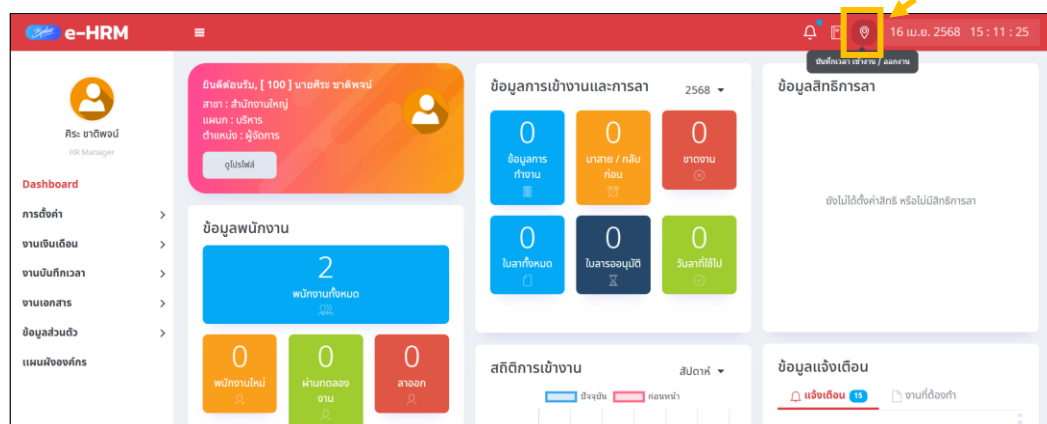 e-HRM
16 เม.ย. 2568 15 : 11 : 25
บันทึกเวลา เข้างาน / ออกงาน
ศิระ ชาติพจน์
HR Manager
Dashboard
การตั้งค่า
งานเงินเดือน
งานบันทึกเวลา
งานเอกสาร
ข้อมูลส่วนตัว
แผนผังองค์กร
ยินดีต่อนรับ, [ 100 ] นายศิระ ชาติพจน์
สาขา : สำนักงานใหญ่
แผนก : บริหาร
ตำแหน่ง : ผู้จัดการ
ดูโปรไฟล์
ข้อมูลพนักงาน
2
พนักงานทั้งหมด
0
พนักงานใหม่
0
ผ่านทดลอง
งาน
0
ลาออก
ข้อมูลการเข้างานและการลา
2568
0
ข้อมูลการ
ทำงาน
0
มาสาย / กลับ
ก่อน
0
ขาดงาน
0
ใบลาทั้งหมด
0
ใบลารออนุมัติ
0
วันลาที่ใช้ไป
สถิติการเข้างาน
สัปดาห์
ปัจจุบัน
ก่อนหน้า
ข้อมูลสิทธิการลา
ยังไม่ได้ตั้งค่าสิทธิ หรือไม่มีสิทธิการลา
ข้อมูลแจ้งเตือน
แจ้งเตือน 15
งานที่ต้องทำ